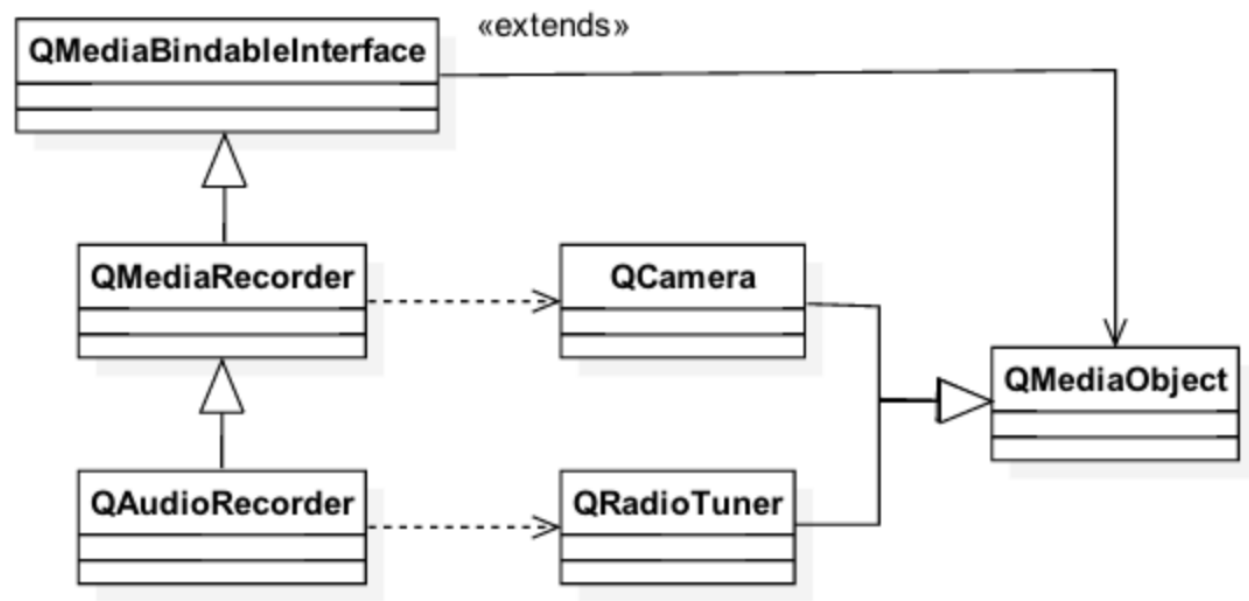 «extends»
QMediaBindableInterface
QMediaRecorder
QCamera
QMediaObject
QAudioRecorder
QRadioTuner